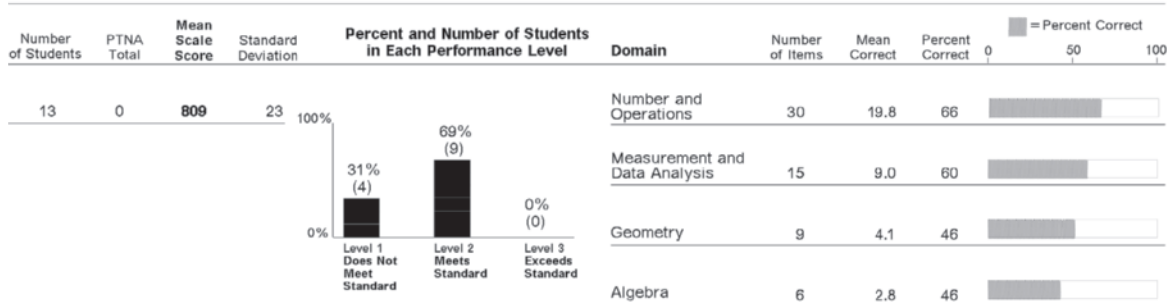 Number of Students
PTNA Total
Mean Scale Score
Standard Deviation
13 0 809 23
Percent and Number of Students
in Each Performance Level
100%
0%
31%
(4)
69%
(9)
0%
(0)
Level 1
Does Not
Meet
Standard
Level 2
Meets
Standard
Level 3
Exceeds
Standard
= Percent Correct
Domain
Number of Items
Mean Correct
Percent Correct
0 50 100
Number and
Operations 30 19.8 66
Measurement and
Data Analysis 15 9.0 60
Geometry 9 4.1 46
Algebra 6 2.8 46